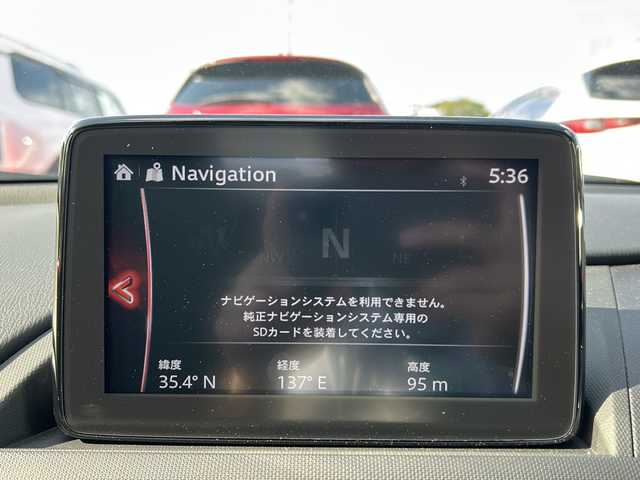 Navigation
5:36
N
NW
NE
ナビゲーションシステムを利用できません。
純正ナビゲーションシステム専用の
SDカードを装着してください。
緯度 経度 高度
35.4° N 137° E 95 m